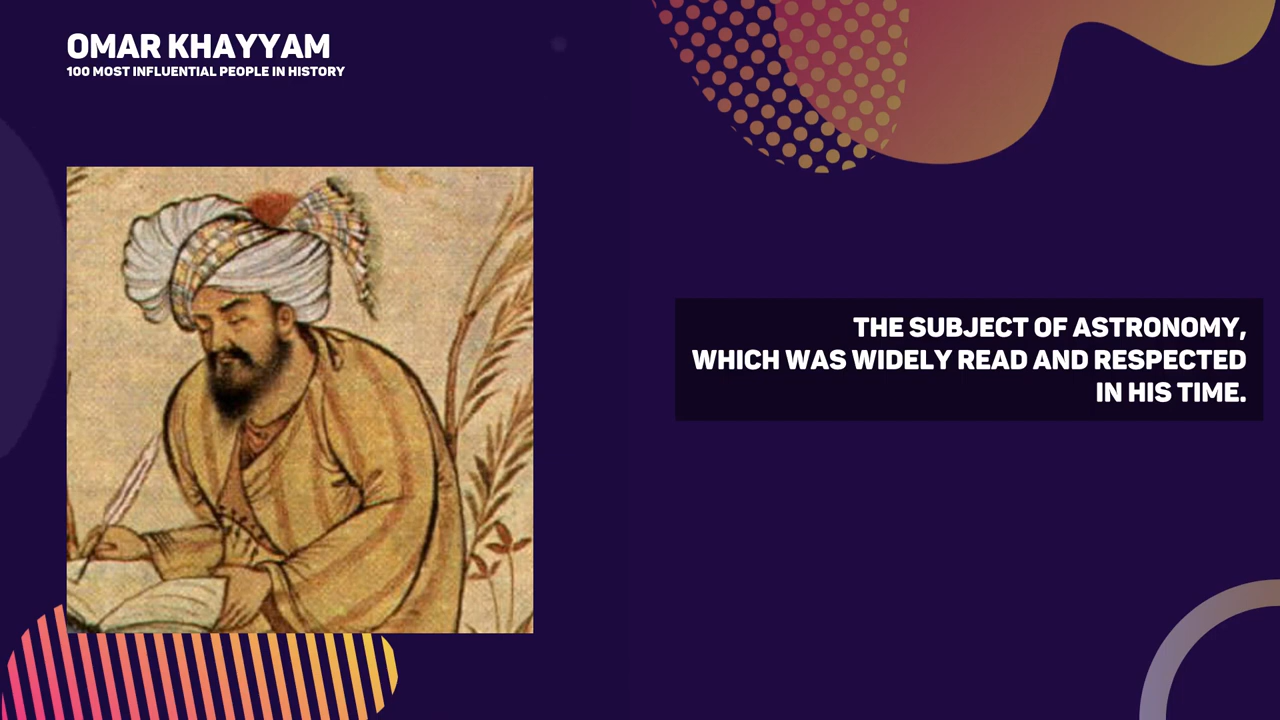 OMAR KHAYYAM
100 MOST INFLUENTIAL PEOPLE IN HISTORY
THE SUBJECT OF ASTRONOMY,
WHICH WAS WIDELY READ AND RESPECTED
IN HIS TIME.